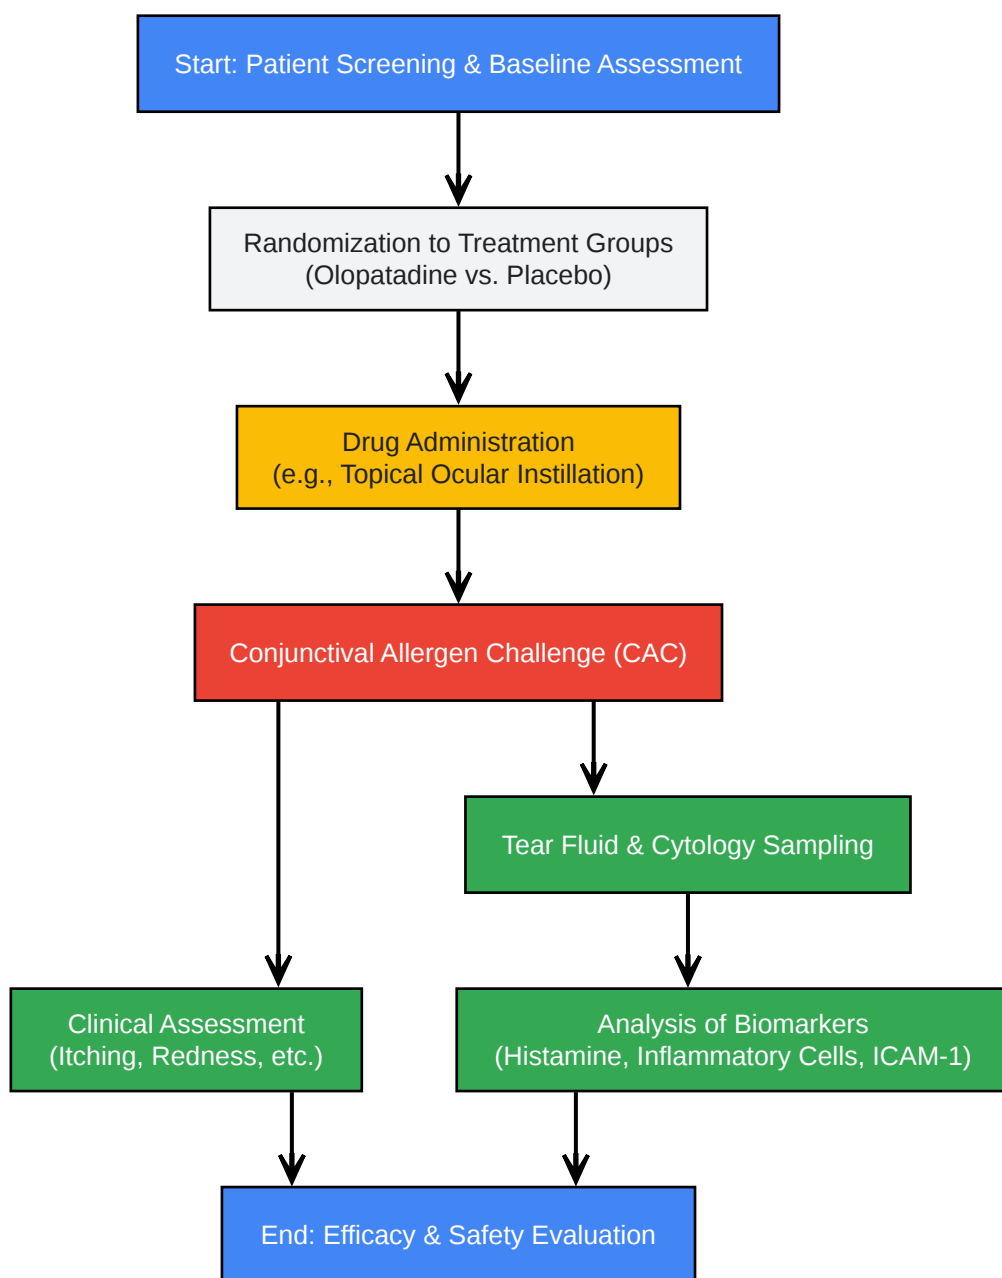 Start: Patient Screening & Baseline Assessment
Randomization to Treatment Groups
(Olopatadine vs. Placebo)
Drug Administration
(e.g., Topical Ocular Instillation)
Conjunctival Allergen Challenge (CAC)
Tear Fluid & Cytology Sampling
Clinical Assessment
(Itching, Redness, etc.)
Analysis of Biomarkers
(Histamine, Inflammatory Cells, ICAM-1)
End: Efficacy & Safety Evaluation